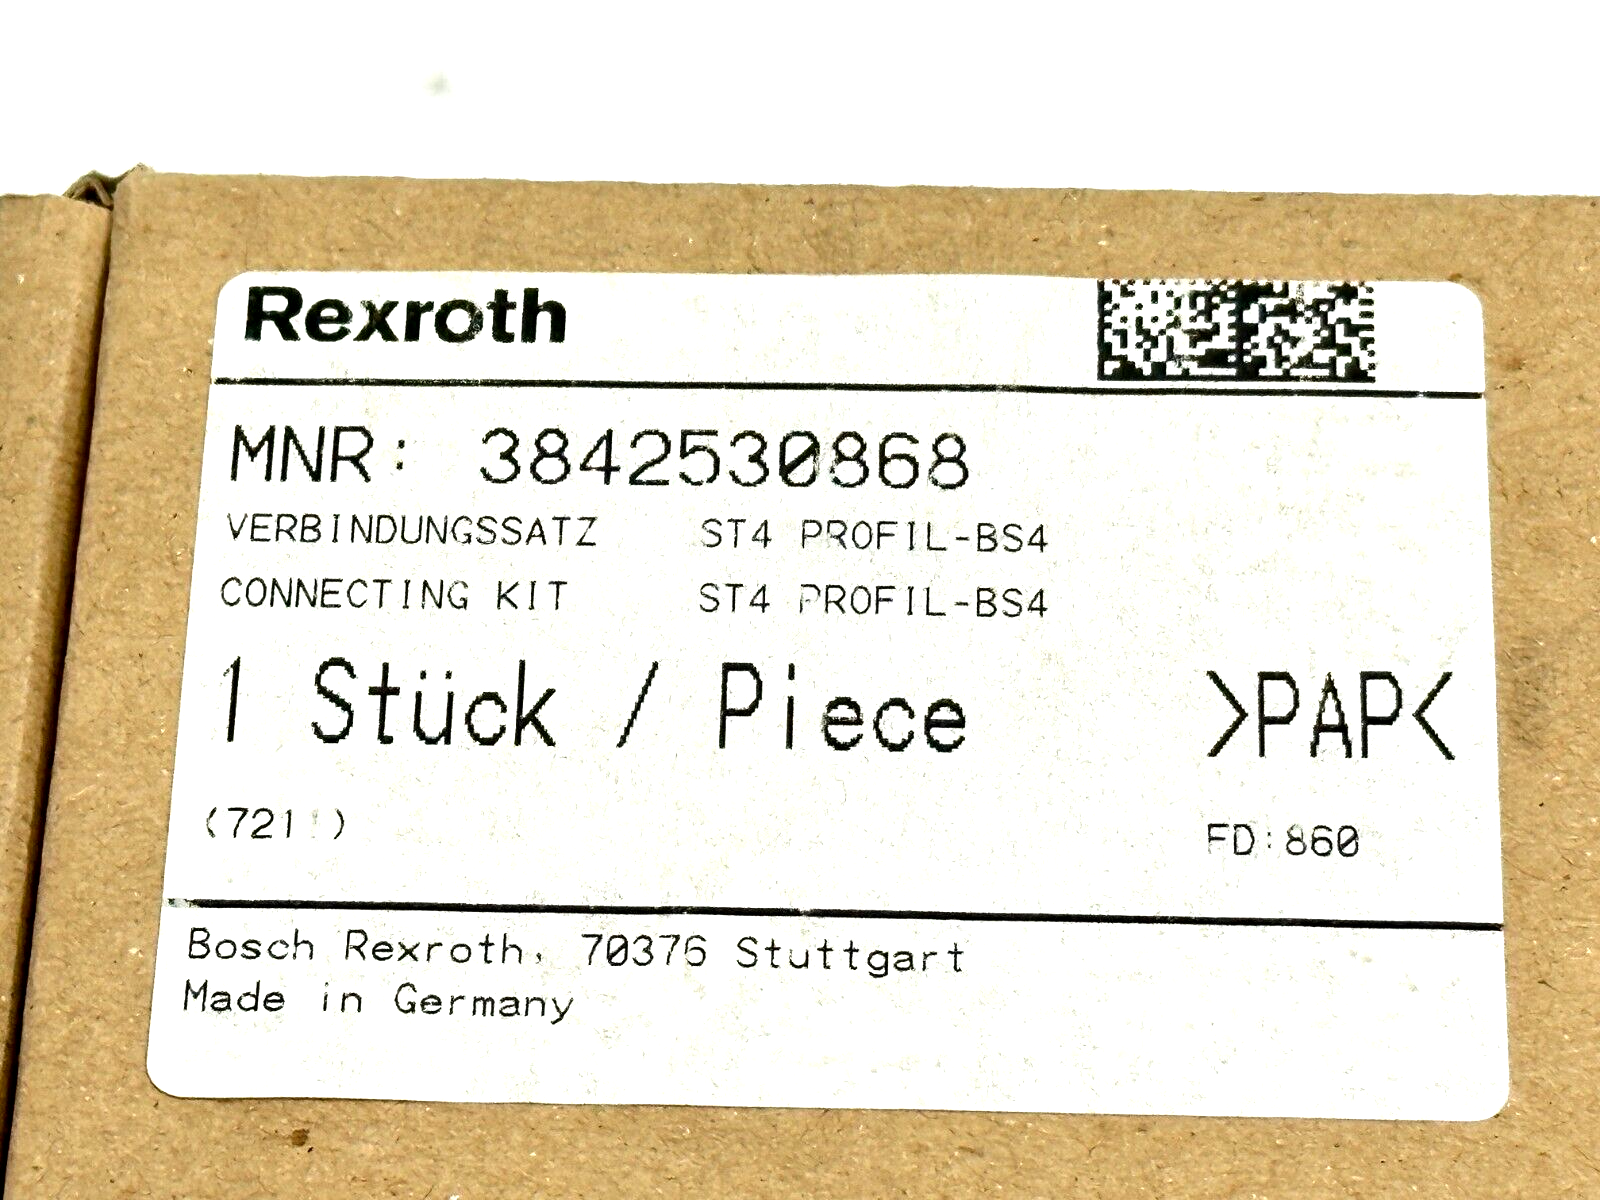 Rexroth
MNR: 3842530868
VERBINDUNGSSATZ ST4 PROFIL-BS4
CONNECTING KIT ST4 PROFIL-BS4
1 Stück / Piece >PAP<
FD:860
Bosch Rexroth, 70376 Stuttgart
Made in Germany